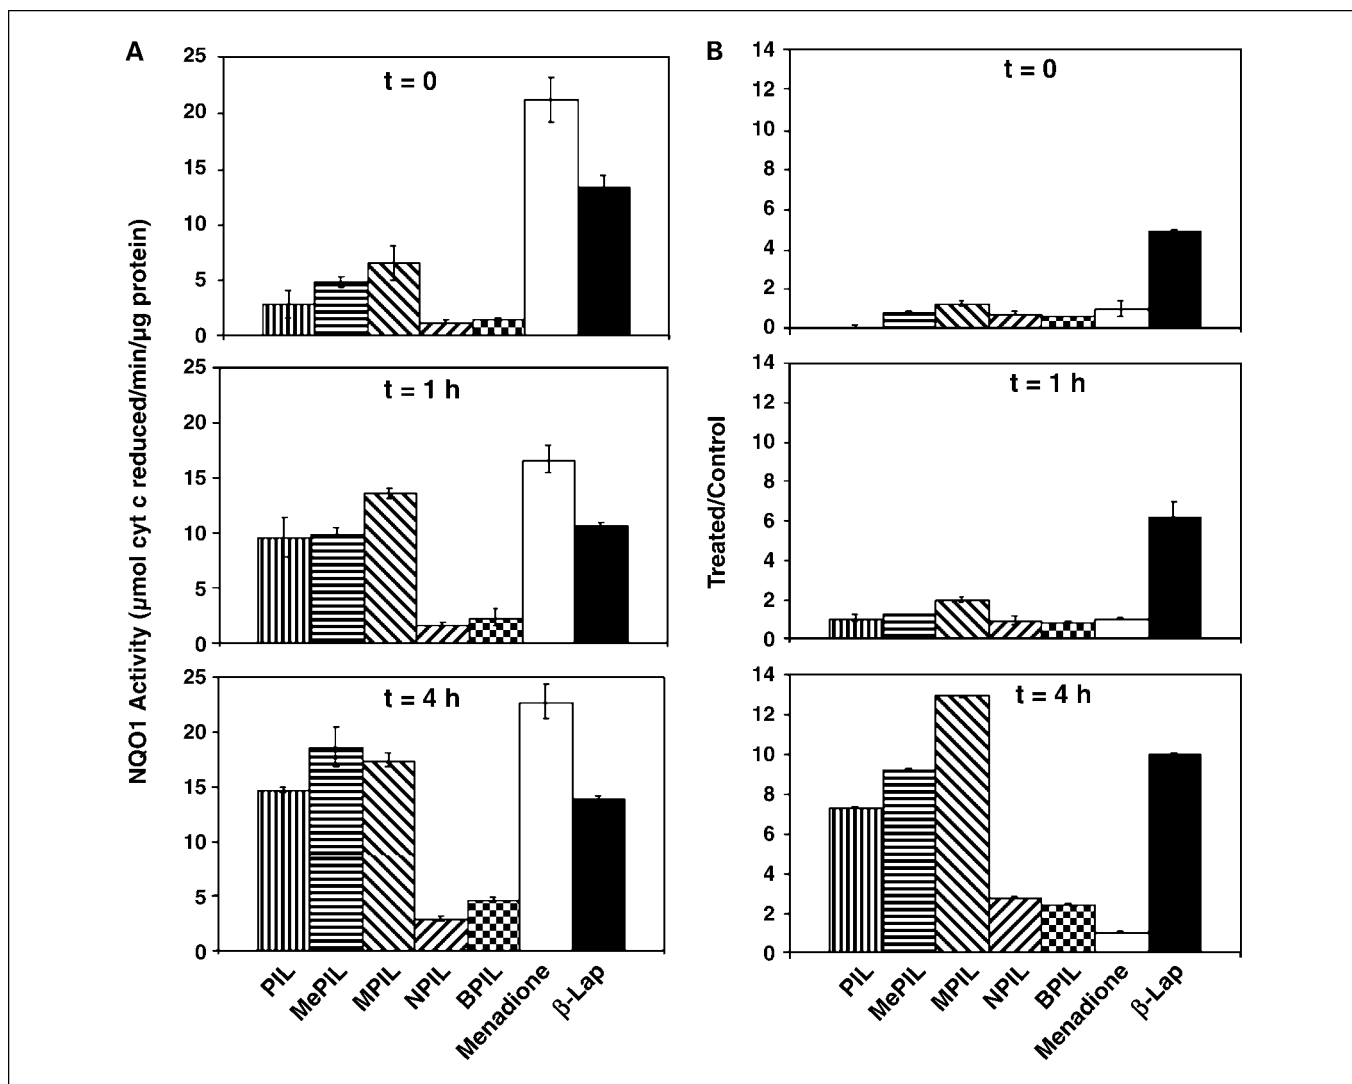 A
B
NQO1 Activity (µmol cyt c reduced/min/µg protein)
t = 0
25
20
15
10
5
0
t = 1 h
25
20
15
10
5
0
t = 4 h
25
20
15
10
5
0
PIL
MePIL
MPIL
NPIL
BPIL
Menadione
β-Lap
Treated/Control
t = 0
14
12
10
8
6
4
2
0
t = 1 h
14
12
10
8
6
4
2
0
t = 4 h
14
12
10
8
6
4
2
0
PIL
MePIL
MPIL
NPIL
BPIL
Menadione
β-Lap